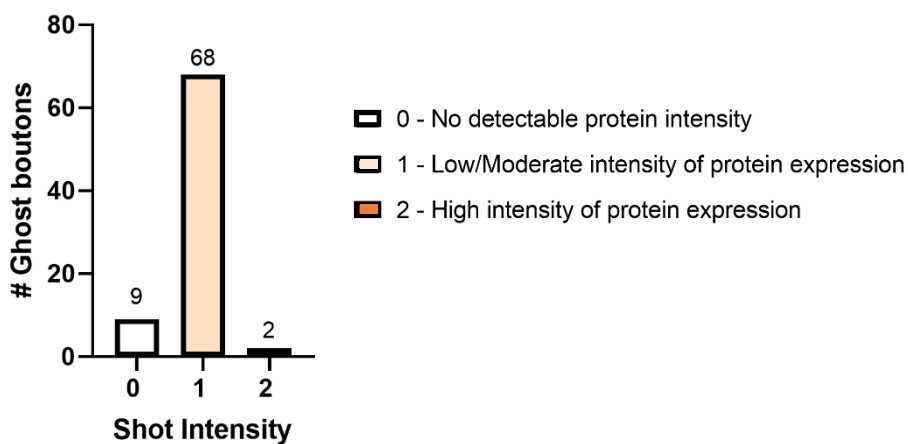 80
60
40
20
0
# Ghost boutons
9
68
2
0
1
2
Shot Intensity
0 - No detectable protein intensity
1 - Low/Moderate intensity of protein expression
2 - High intensity of protein expression